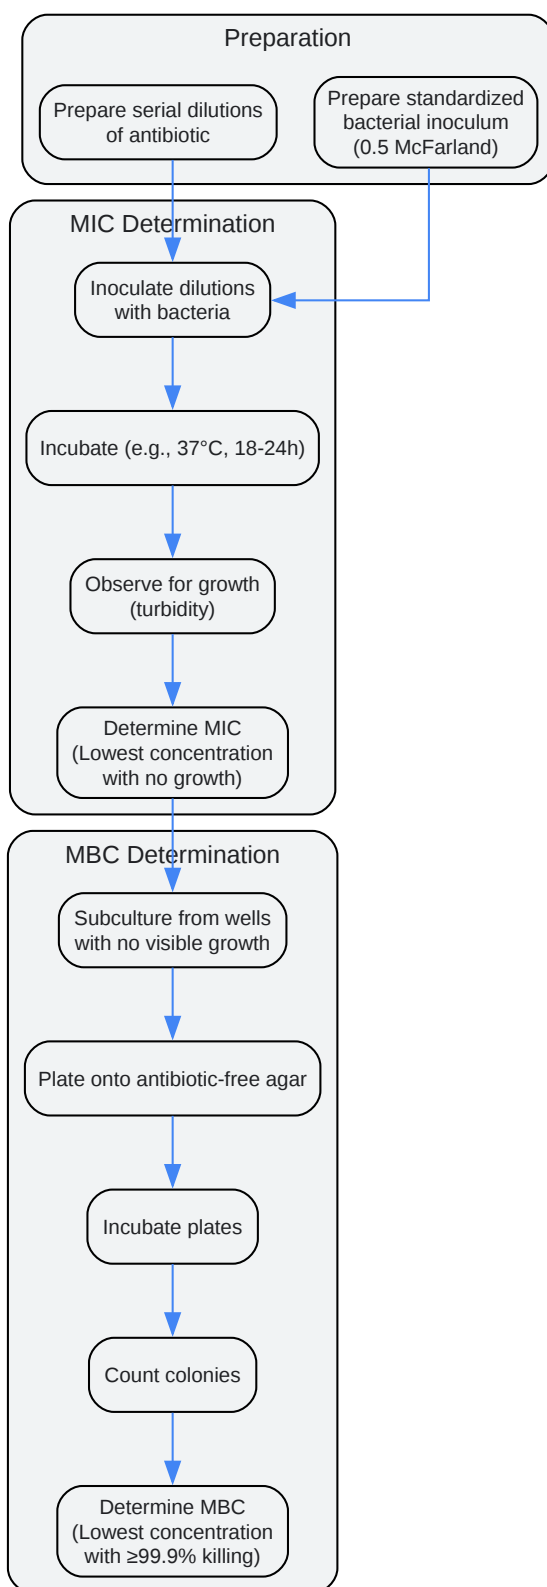 Preparation
Prepare serial dilutions
of antibiotic
Prepare standardized
bacterial inoculum
(0.5 McFarland)
MIC Determination
Inoculate dilutions
with bacteria
Incubate (e.g., 37°C, 18-24h)
Observe for growth
(turbidity)
Determine MIC
(Lowest concentration
with no growth)
MBC Determination
Subculture from wells
with no visible growth
Plate onto antibiotic-free agar
Incubate plates
Count colonies
Determine MBC
(Lowest concentration
with ≥99.9% killing)